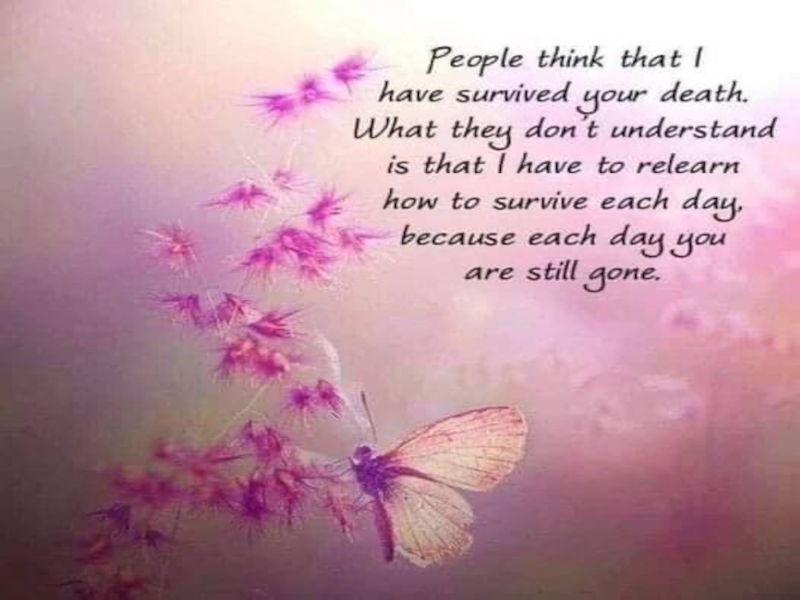 People think that I
have survived your death.
What they don't understand
is that I have to relearn
how to survive each day,
because each day you
are still gone.